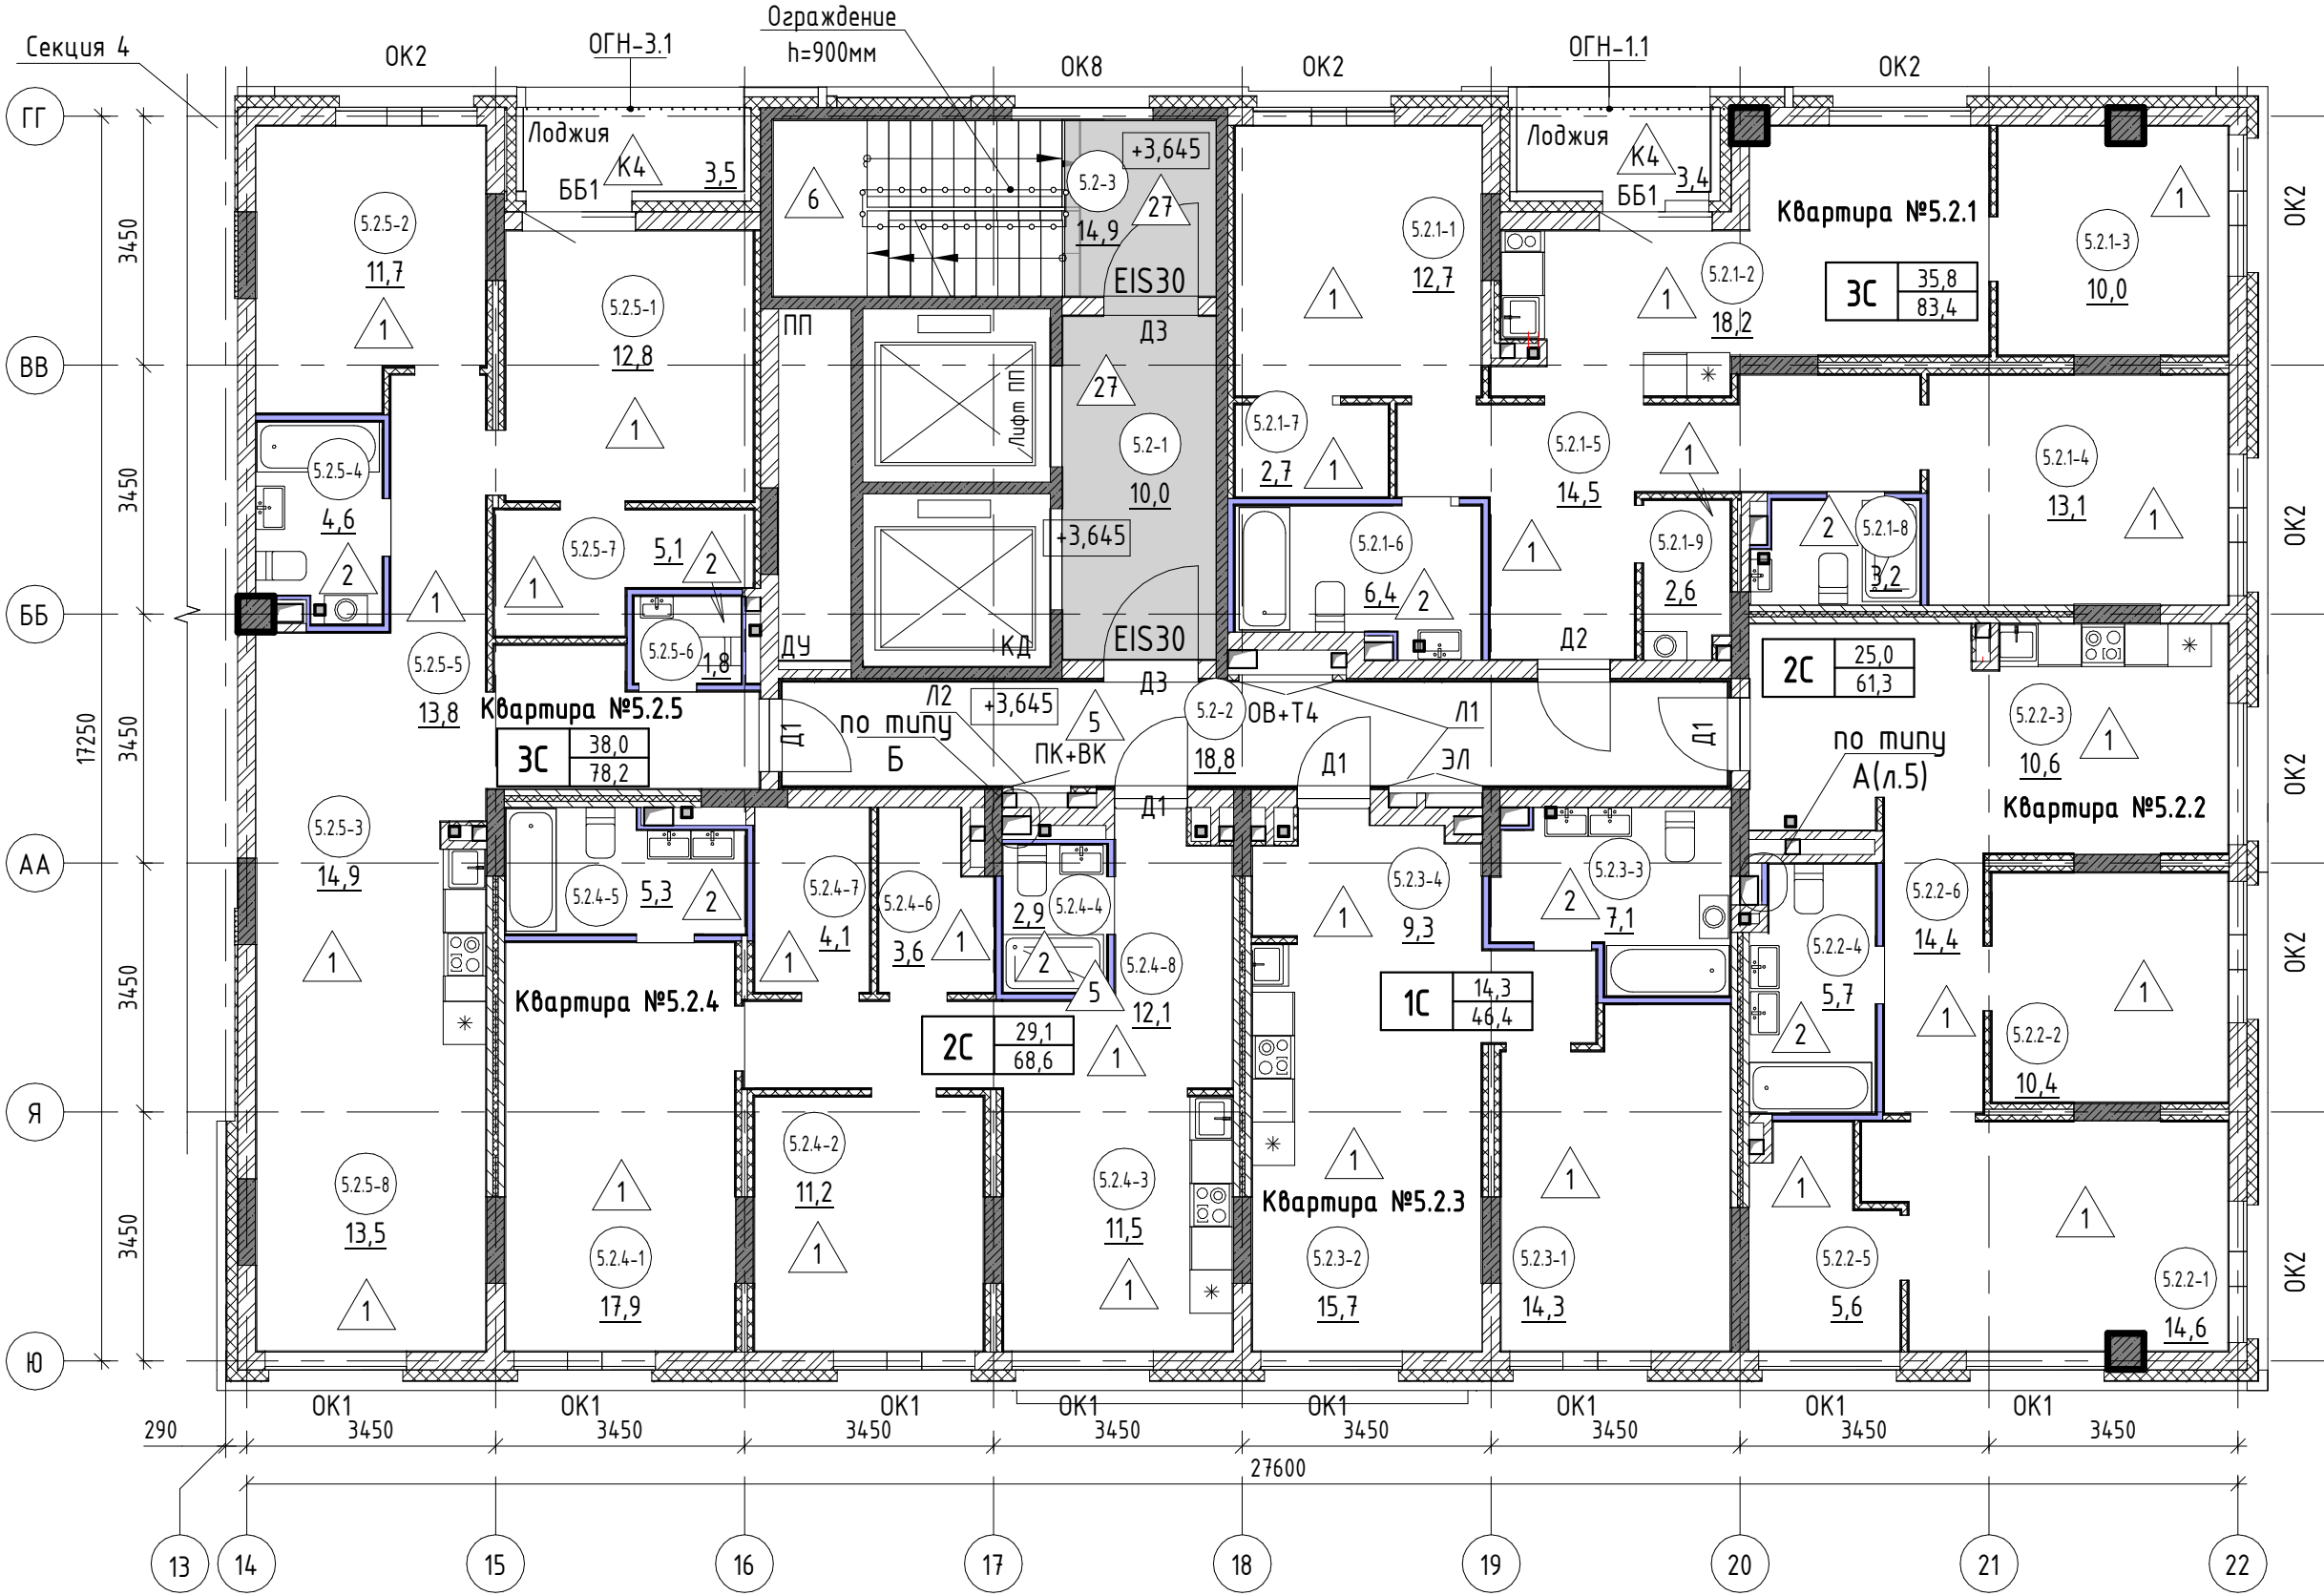 Секция 4
ОК2
ОГН-3.1
Ограждение
h=900мм
ОК8
ОК2
ОГН-1.1
ОК2
ГГ
Лоджия
К4
3,5
ББ1
6
5.2-3
14,9
+3,645
27
EIS30
Лоджия
К4
3,4
ББ1
Квартира №5.2.1
3С
35,8
83,4
1
5.2.1-3
10,0
ОК2
3450
5.2.5-2
11,7
1
5.2.5-1
12,8
1
5.2.1-1
12,7
1
5.2.1-2
18,2
1
ПП
Д3
ВВ
Лифт ПП
27
5.2-1
10,0
+3,645
5.2.1-7
2,7
1
5.2.1-5
14,5
1
1
5.2.1-4
13,1
1
ОК2
3450
5.2.5-4
4,6
2
5.2.5-7
5,1
1
2
5.2.1-6
6,4
2
5.2.1-9
2,6
2
5.2.1-8
3,2
ББ
1
5.2.5-5
13,8
5.2.5-6
1,8
ДУ
КД
EIS30
Д3
Д2
2С
25,0
61,3
17250
3450
Квартира №5.2.5
3С
38,0
78,2
Д1
по типу
Б
Л2
+3,645
5
ПК+ВК
5.2-2
18,8
ОВ+Т4
Л1
Д1
ЭЛ
Д1
Д1
по типу
А(л.5)
5.2.2-3
10,6
1
Квартира №5.2.2
ОК2
АА
5.2.5-3
14,9
1
5.2.4-5
5,3
2
5.2.4-7
4,1
1
5.2.4-6
3,6
1
2,9
5.2.4-4
2
5
5.2.4-8
12,1
1
5.2.3-4
9,3
1
5.2.3-3
7,1
2
5.2.2-4
5,7
2
5.2.2-6
14,4
1
5.2.2-2
10,4
1
ОК2
3450
Квартира №5.2.4
2С
29,1
68,6
1С
14,3
46,4
Я
5.2.5-8
13,5
1
1
5.2.4-1
17,9
5.2.4-2
11,2
1
5.2.4-3
11,5
1
1
Квартира №5.2.3
5.2.3-2
15,7
1
5.2.3-1
14,3
1
5.2.2-5
5,6
1
5.2.2-1
14,6
ОК2
3450
Ю
ОК1
ОК1
ОК1
ОК1
ОК1
ОК1
ОК1
ОК1
290
3450
3450
3450
3450
3450
3450
3450
3450
27600
13
14
15
16
17
18
19
20
21
22